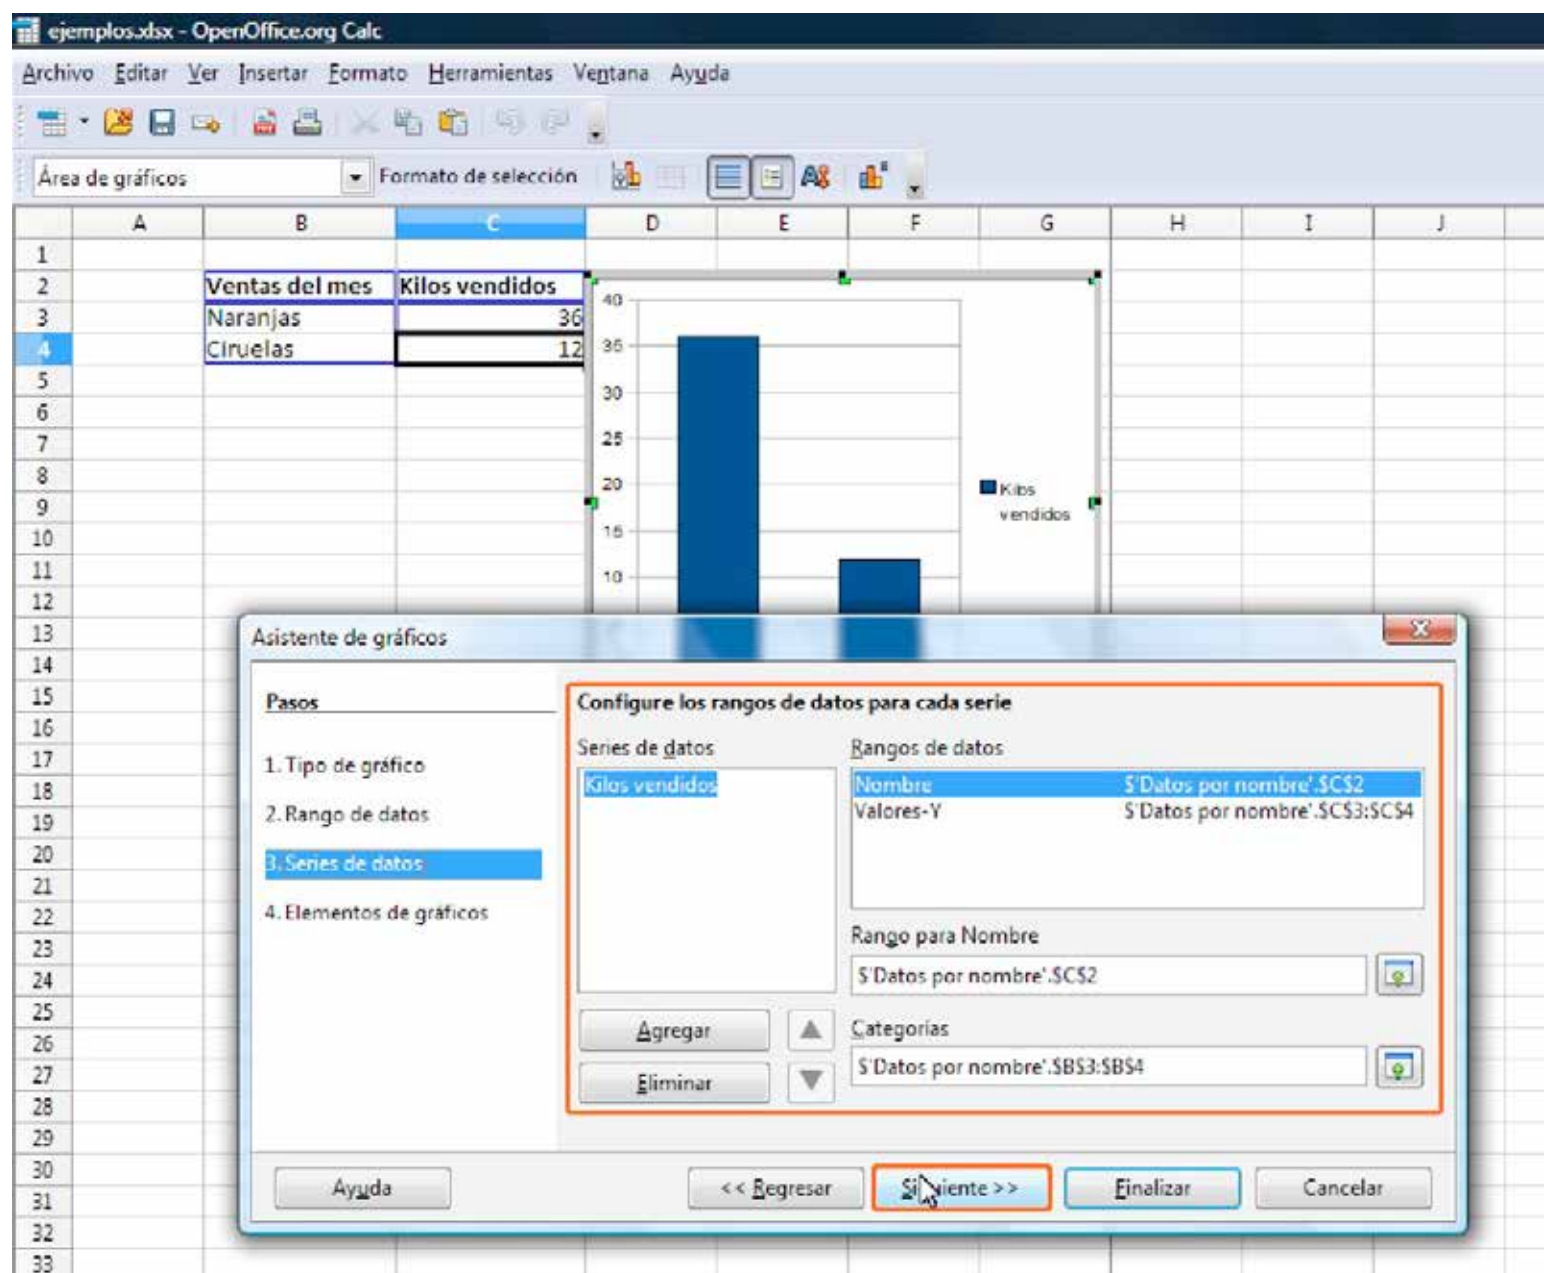 ejemplos.xlsx - OpenOffice.org Calc
Archivo Editar Ver Insertar Formato Herramientas Ventana Ayuda
Área de gráficos Formato de selección
A B C D E F G H I J
1
2 Ventas del mes Kilos vendidos
3 Naranjas 36
4 Ciruelas 12
5
6
7
8
9
10
11
12
13
14
15
16
17
18
19
20
21
22
23
24
25
26
27
28
29
30
31
32
33
40
35
30
25
20
15
10
Kilos
vendidos
Asistente de gráficos
Pasos
1. Tipo de gráfico
2. Rango de datos
3. Series de datos
4. Elementos de gráficos
Configure los rangos de datos para cada serie
Series de datos
Kilos vendidos
Agregar
Eliminar
Rangos de datos
Nombre $'Datos por nombre'.$C$2
Valores-Y $'Datos por nombre'.$C$3:$C$4
Rango para Nombre
$'Datos por nombre'.$C$2
Categorías
$'Datos por nombre'.$B$3:$B$4
Ayuda << Regresar Siguiente >> Finalizar Cancelar